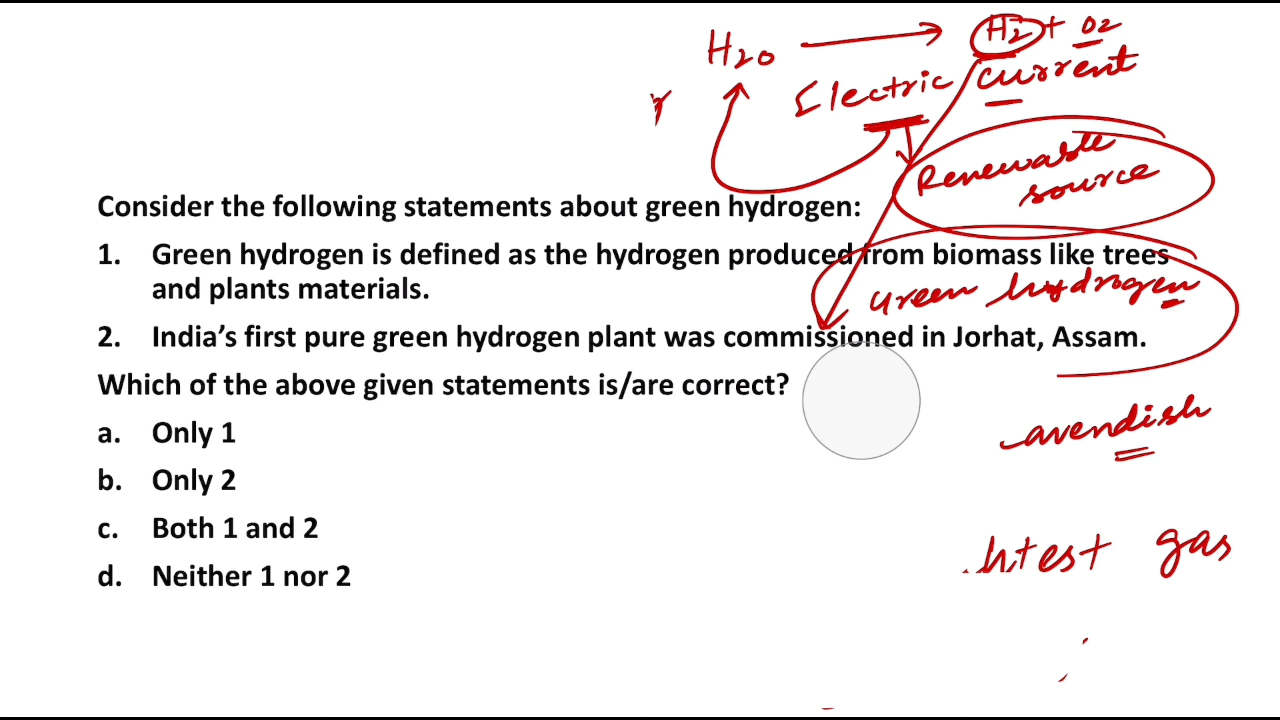 H2O → H2 + O2
Electric current
Renewable
source
Consider the following statements about green hydrogen:
1. Green hydrogen is defined as the hydrogen produced from biomass like trees
and plants materials.
Green hydrogen
2. India’s first pure green hydrogen plant was commissioned in Jorhat, Assam.
Which of the above given statements is/are correct?
avendish
a. Only 1
b. Only 2
c. Both 1 and 2
htest gas
d. Neither 1 nor 2